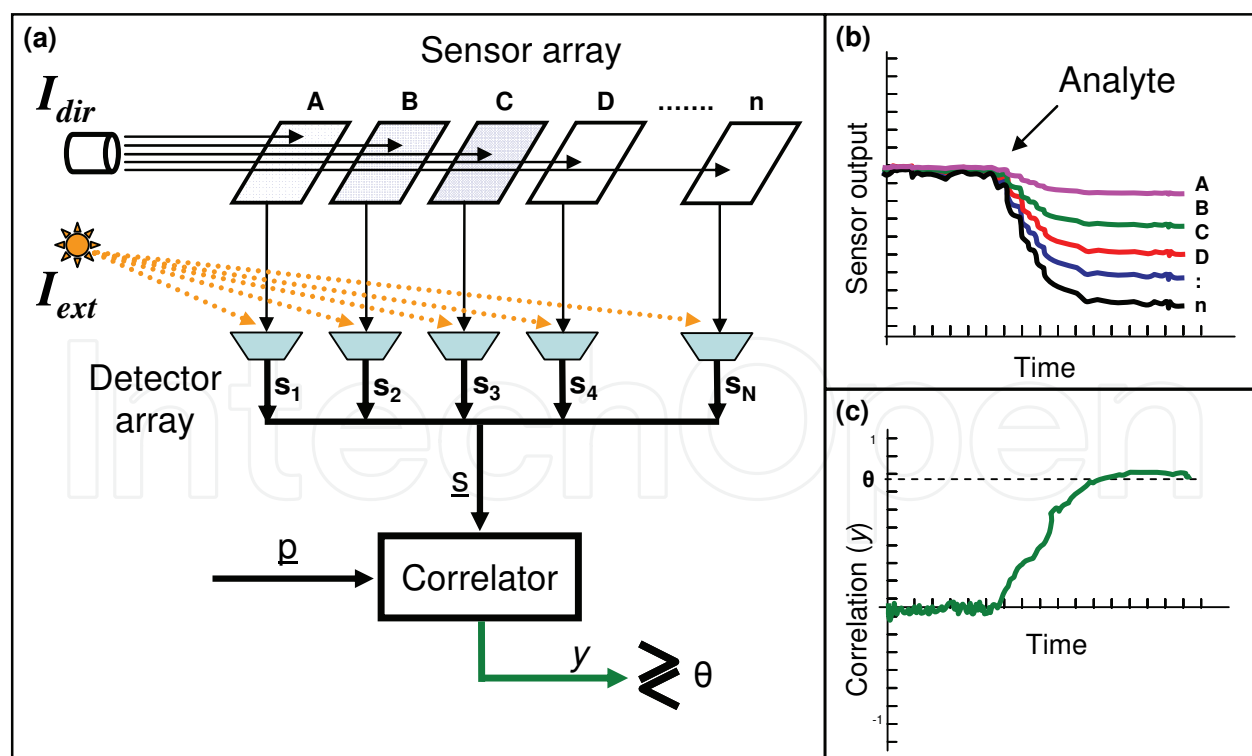 (a)
Sensor array
I_dir
A B C D ....... n
I_ext
Detector
array
s1 s2 s3 s4 sN
s
p
Correlator
y
≷ θ
(b)
Analyte
Sensor output
A
B
C
D
:
n
Time
(c)
1
θ
Correlation (y)
Time
-1
IntechOpen